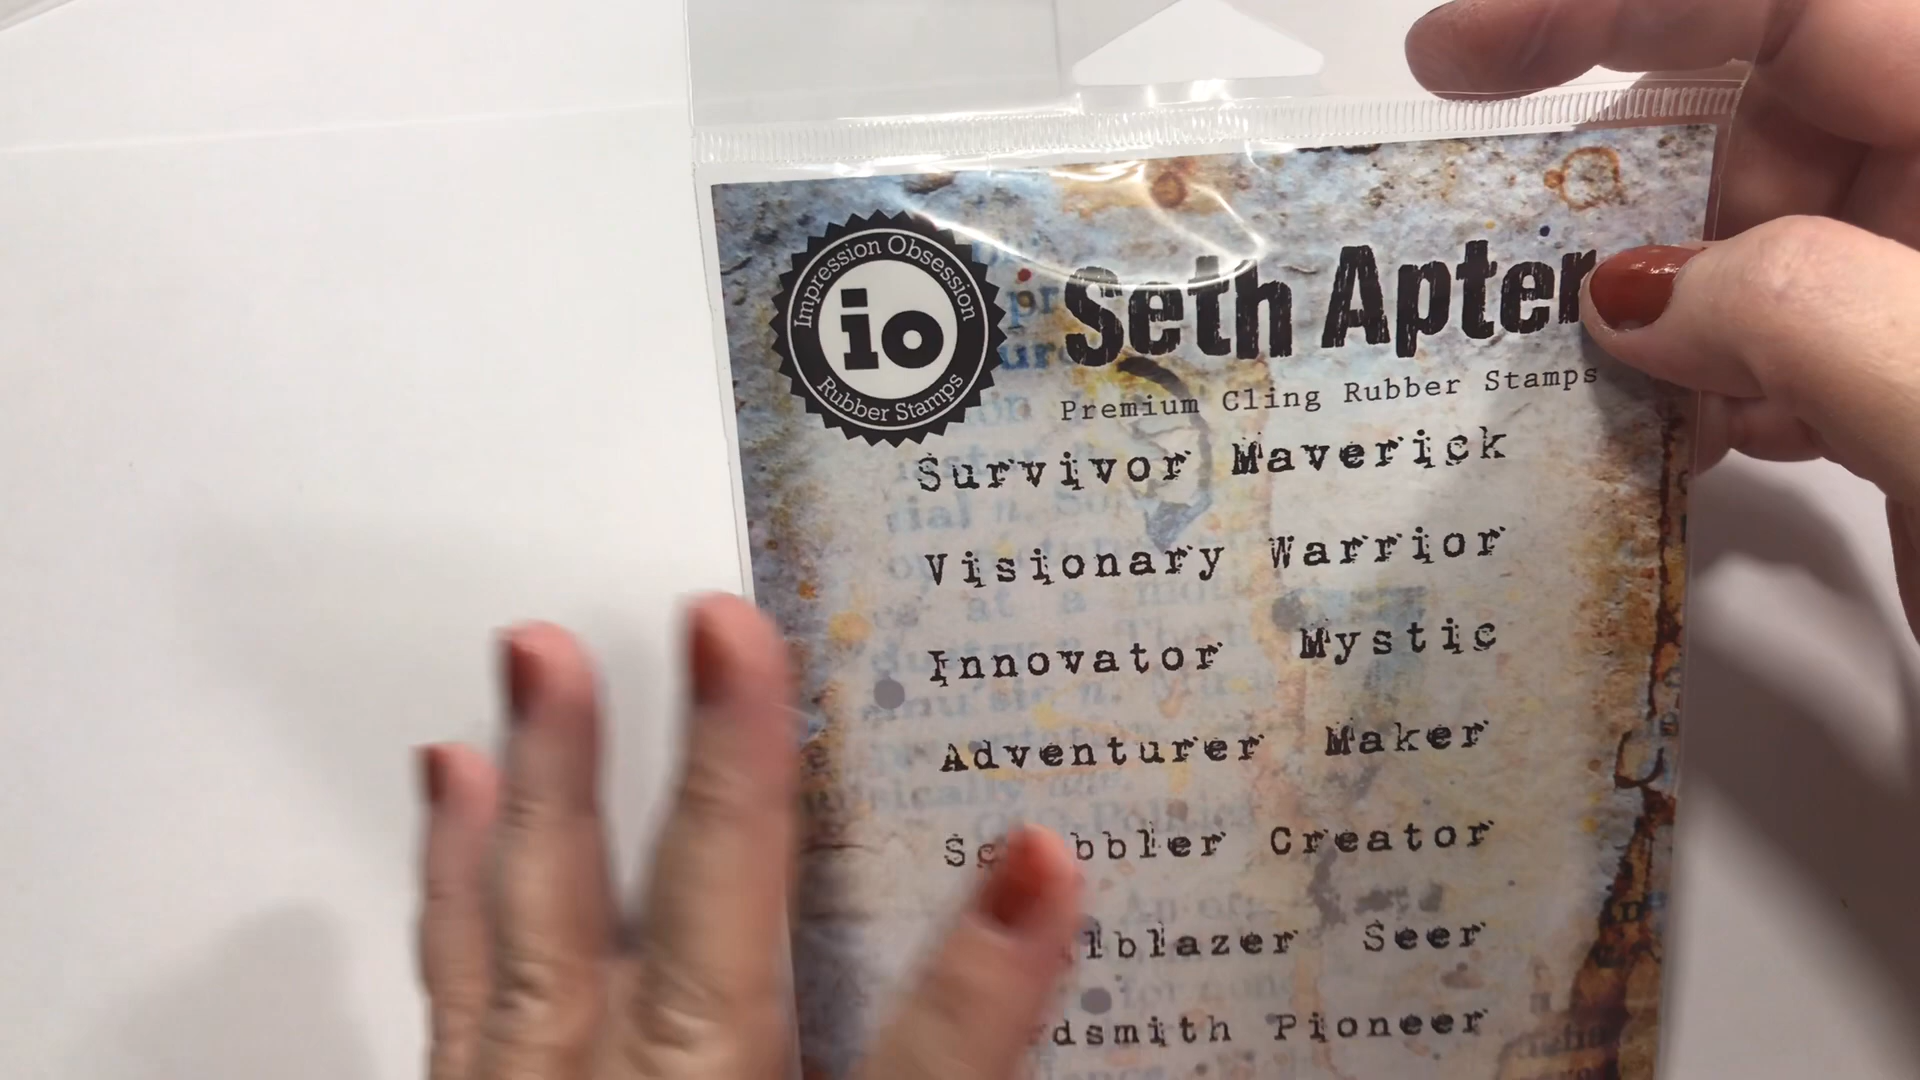 Impression Obsession
io
Rubber Stamps
Seth Apter
Premium Cling Rubber Stamps
Survivor Maverick
Visionary Warrior
Innovator Mystic
Adventurer Maker
Creator
Seer
Pioneer